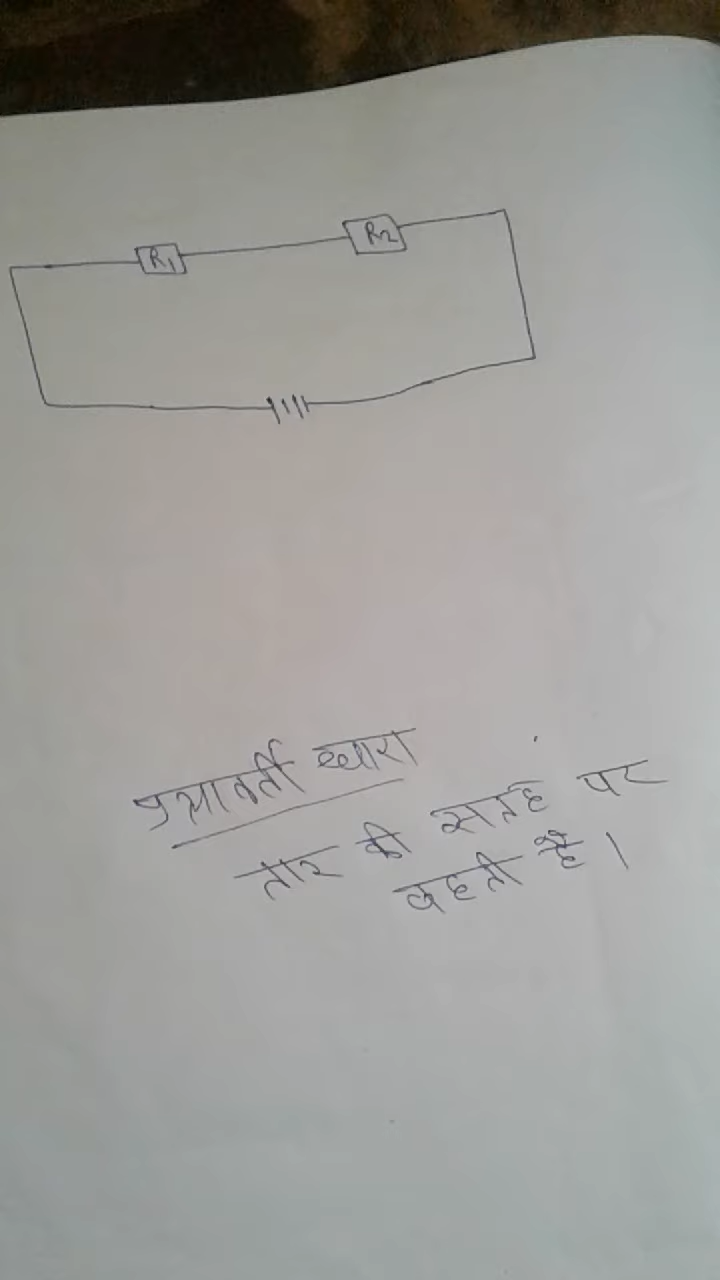 R1
R2
प्रत्यावर्ती धारा
तार की सतह पर
बहती है।